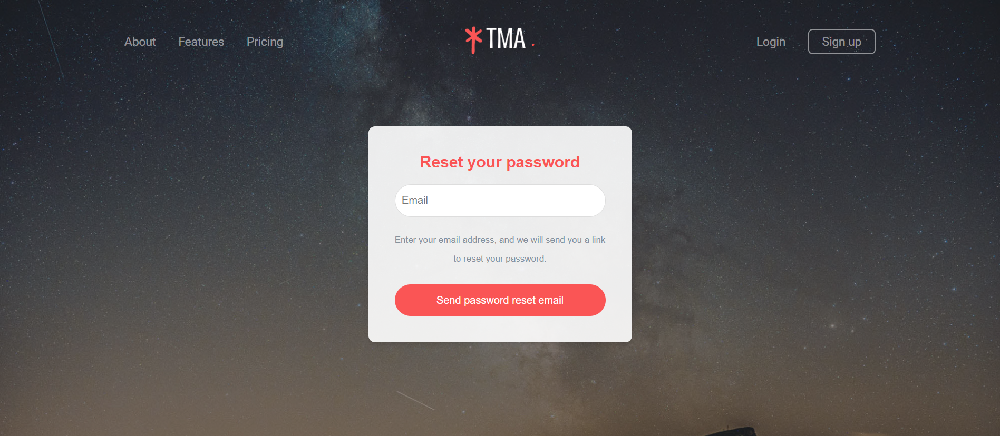 About Features Pricing TMA. Login Sign up
Reset your password
Email
Enter your email address, and we will send you a link
to reset your password.
Send password reset email